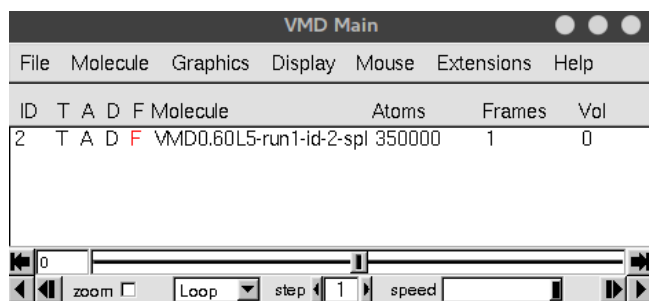 VMD Main
File Molecule Graphics Display Mouse Extensions Help
ID T A D F Molecule Atoms Frames Vol
2 T A D F VMD0.60L5-run1-id-2-spl 350000 1 0
0
zoom Loop step 1 speed